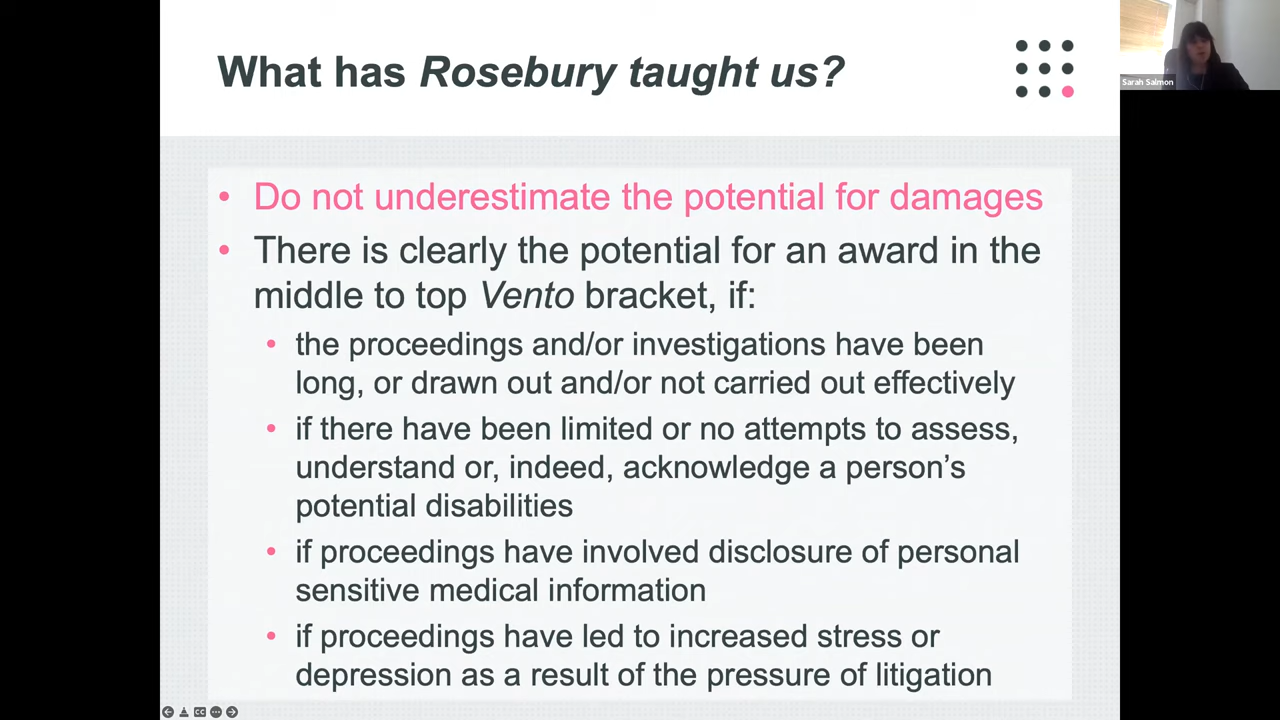 What has Rosebury taught us?
Sarah Salmon
• Do not underestimate the potential for damages
• There is clearly the potential for an award in the
middle to top Vento bracket, if:
• the proceedings and/or investigations have been
long, or drawn out and/or not carried out effectively
• if there have been limited or no attempts to assess,
understand or, indeed, acknowledge a person's
potential disabilities
• if proceedings have involved disclosure of personal
sensitive medical information
• if proceedings have led to increased stress or
depression as a result of the pressure of litigation
CC